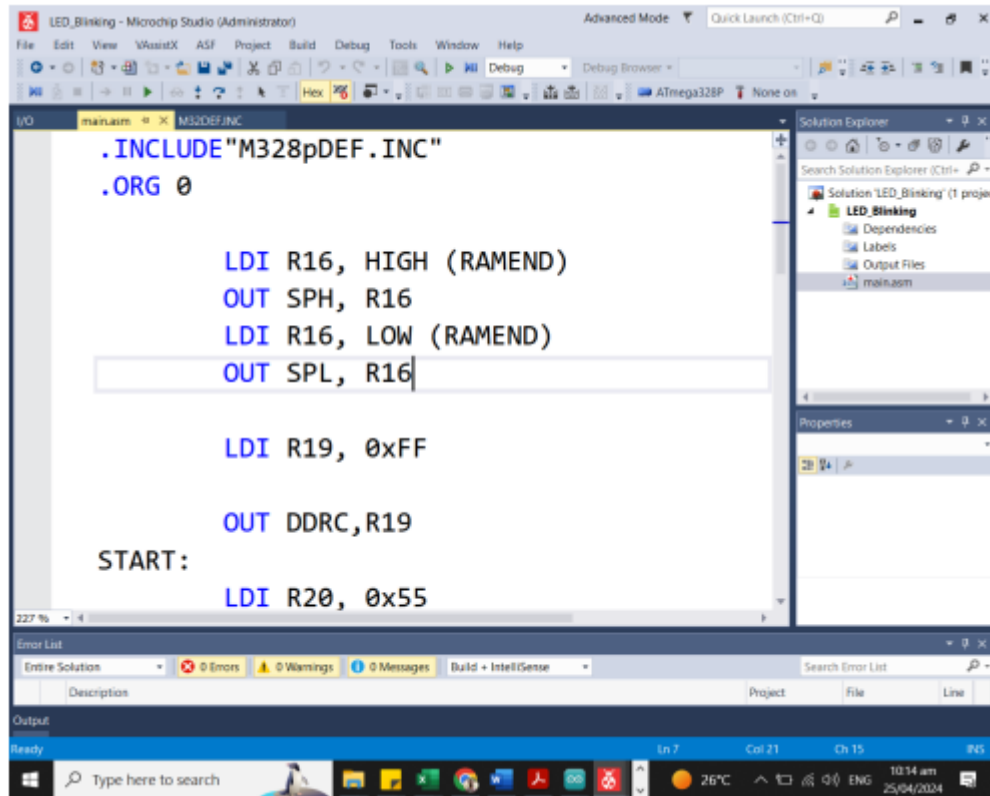 LED_Blinking - Microchip Studio (Administrator)
Advanced Mode
Quick Launch (Ctrl+Q)
File Edit View VAssistX ASF Project Build Debug Tools Window Help
Debug
Debug Browser
Hex
ATmega328P
None on
I/O
main.asm
M32DEF.INC
.INCLUDE"M328pDEF.INC"
.ORG 0
LDI R16, HIGH (RAMEND)
OUT SPH, R16
LDI R16, LOW (RAMEND)
OUT SPL, R16
LDI R19, 0xFF
OUT DDRC,R19
START:
LDI R20, 0x55
227 %
Solution Explorer
Search Solution Explorer (Ctrl+
Solution 'LED_Blinking' (1 proje
LED_Blinking
Dependencies
Labels
Output Files
main.asm
Properties
Error List
Entire Solution
0 Errors
0 Warnings
0 Messages
Build + IntelliSense
Search Error List
Description
Project
File
Line
Output
Ready
Ln 7
Col 21
Ch 15
INS
Type here to search
26°C
ENG
10:14 am
25/04/2024